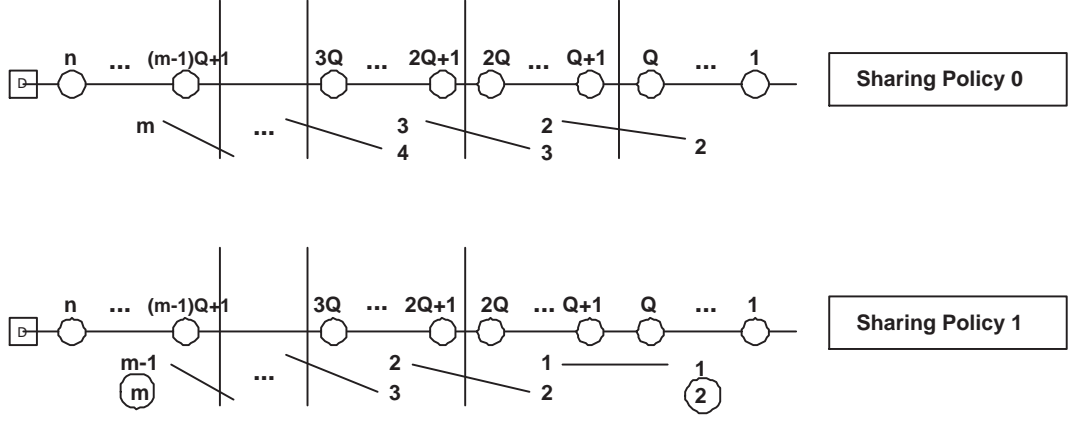 n ... (m-1)Q+1 3Q ... 2Q+1 2Q ... Q+1 Q ... 1
D
Sharing Policy 0
m ... 3 2
4 3 2
n ... (m-1)Q+1 3Q ... 2Q+1 2Q ... Q+1 Q ... 1
D
Sharing Policy 1
m-1 ... 2 1 1
m 3 2 2